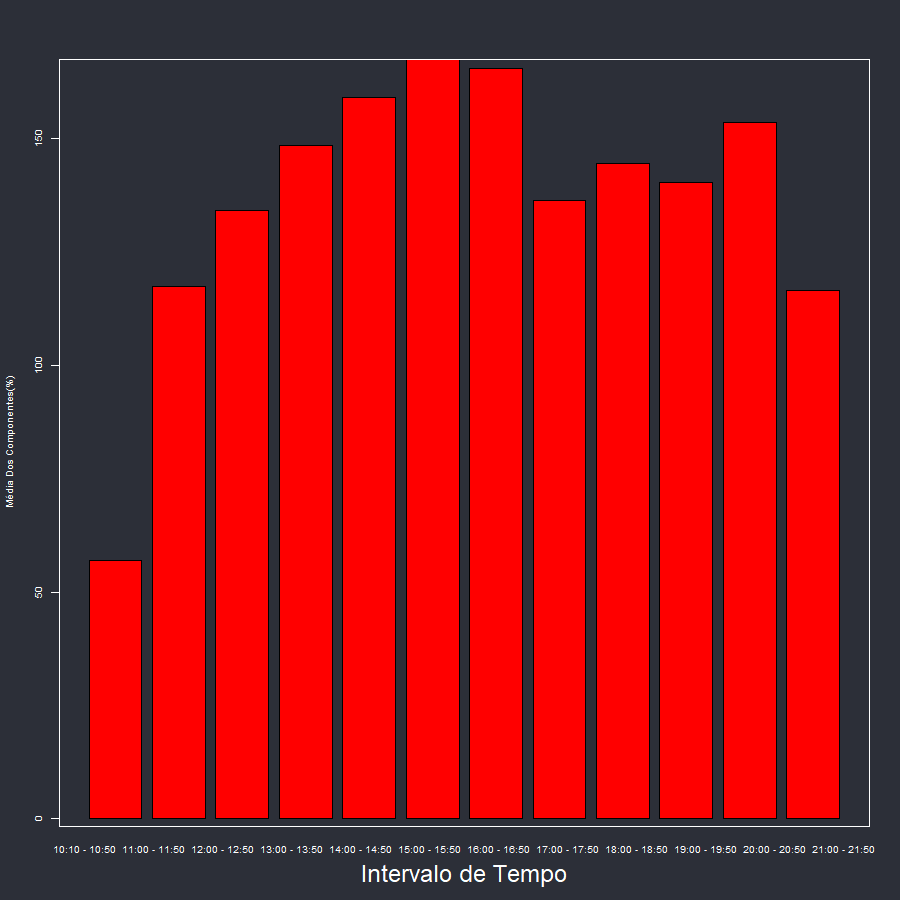 150
100
50
0
Média Dos Componentes(%)
10:10 - 10:50 11:00 - 11:50 12:00 - 12:50 13:00 - 13:50 14:00 - 14:50 15:00 - 15:50 16:00 - 16:50 17:00 - 17:50 18:00 - 18:50 19:00 - 19:50 20:00 - 20:50 21:00 - 21:50
Intervalo de Tempo